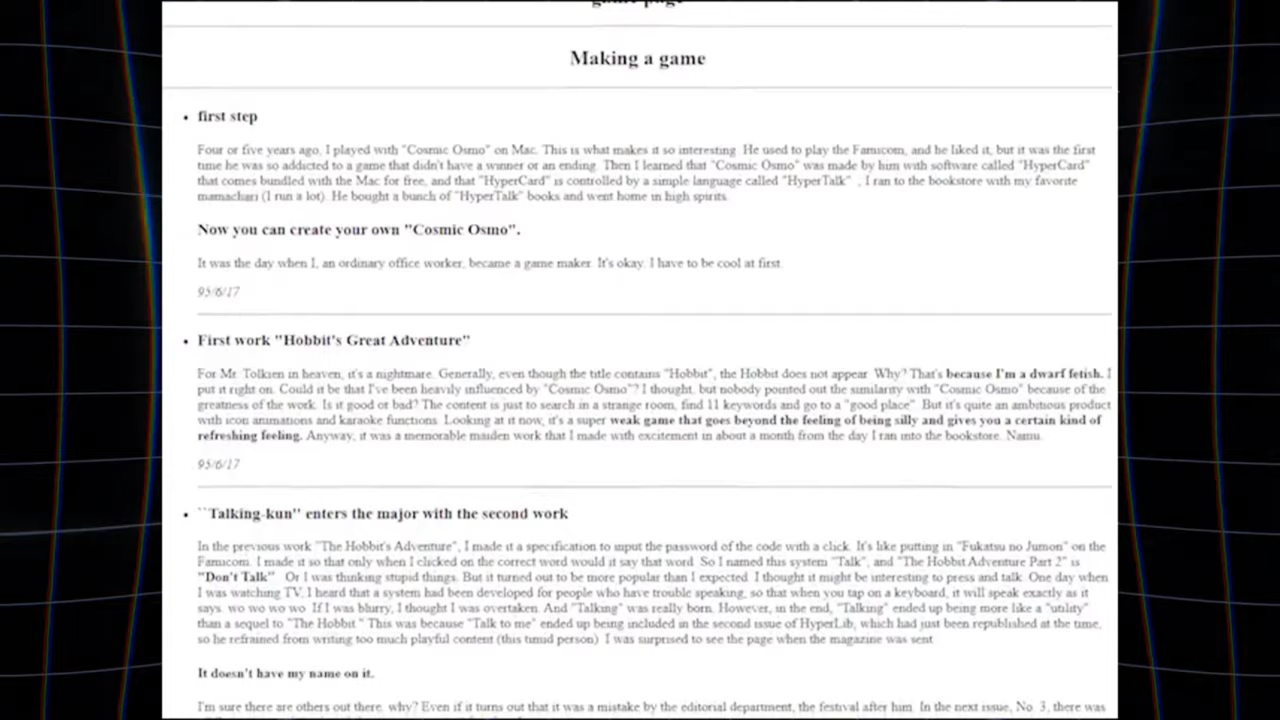 game page
Making a game
• first step
Four or five years ago, I played with "Cosmic Osmo" on Mac. This is what makes it so interesting. He used to play the Famicom, and he liked it, but it was the first
time he was so addicted to a game that didn't have a winner or an ending. Then I learned that "Cosmic Osmo" was made by him with software called "HyperCard"
that comes bundled with the Mac for free, and that "HyperCard" is controlled by a simple language called "HyperTalk" , I ran to the bookstore with my favorite
mamachari (I run a lot). He bought a bunch of "HyperTalk" books and went home in high spirits.
Now you can create your own "Cosmic Osmo".
It was the day when I, an ordinary office worker, became a game maker. It's okay. I have to be cool at first.
95/6/17
• First work "Hobbit's Great Adventure"
For Mr. Tolkien in heaven, it's a nightmare. Generally, even though the title contains "Hobbit", the Hobbit does not appear. Why? That's because I'm a dwarf fetish. I
put it right on. Could it be that I've been heavily influenced by "Cosmic Osmo"? I thought, but nobody pointed out the similarity with "Cosmic Osmo" because of the
greatness of the work. Is it good or bad? The content is just to search in a strange room, find 11 keywords and go to a "good place". But it's quite an ambitious product
with icon animations and karaoke functions. Looking at it now, it's a super weak game that goes beyond the feeling of being silly and gives you a certain kind of
refreshing feeling. Anyway, it was a memorable maiden work that I made with excitement in about a month from the day I ran into the bookstore. Namu.
95/6/17
• ``Talking-kun'' enters the major with the second work
In the previous work "The Hobbit's Adventure", I made it a specification to input the password of the code with a click. It's like putting in "Fukatsu no Jumon" on the
Famicom. I made it so that only when I clicked on the correct word would it say that word. So I named this system "Talk", and "The Hobbit Adventure Part 2" is
"Don't Talk" . Or I was thinking stupid things. But it turned out to be more popular than I expected. I thought it might be interesting to press and talk. One day when
I was watching TV, I heard that a system had been developed for people who have trouble speaking, so that when you tap on a keyboard, it will speak exactly as it
says. wo wo wo wo. If I was blurry, I thought I was overtaken. And "Talking" was really born. However, in the end, "Talking" ended up being more like a "utility"
than a sequel to "The Hobbit." This was because "Talk to me" ended up being included in the second issue of HyperLib, which had just been republished at the time,
so he refrained from writing too much playful content (this timid person). I was surprised to see the page when the magazine was sent.
It doesn't have my name on it.
I'm sure there are others out there. why? Even if it turns out that it was a mistake by the editorial department, the festival after him. In the next issue, No. 3, there was